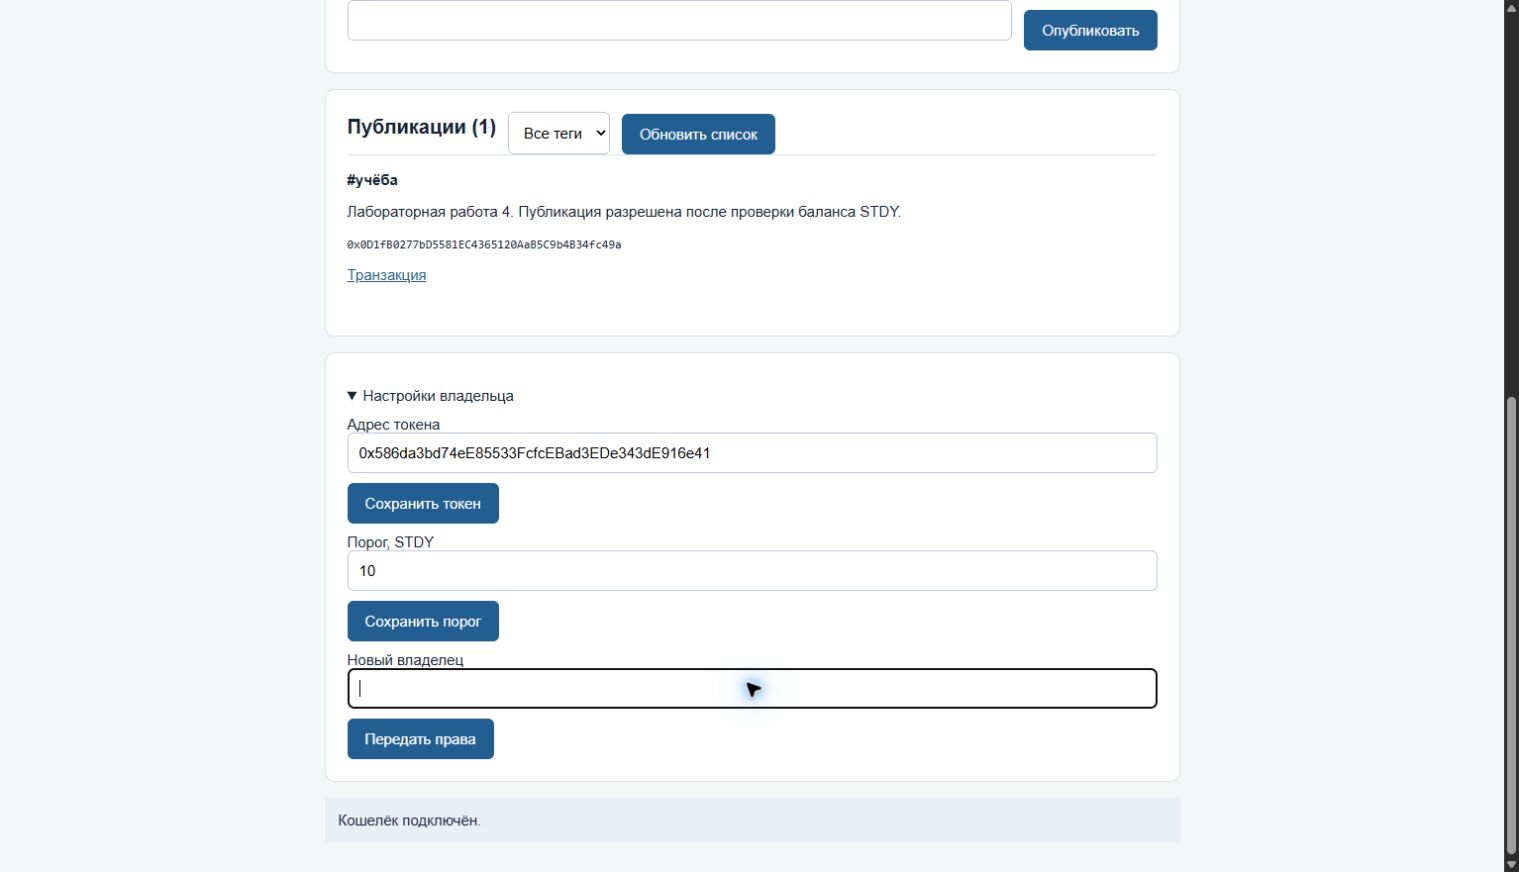 Опубликовать
Публикации (1)
Все теги
Обновить список
#учёба
Лабораторная работа 4. Публикация разрешена после проверки баланса STDY.
0x0D1fB0277bD5581EC4365120AaB5C9b4B34fc49a
Транзакция
▼ Настройки владельца
Адрес токена
0x586da3bd74eE85533FcfcEBad3EDe343dE916e41
Сохранить токен
Порог, STDY
10
Сохранить порог
Новый владелец
Передать права
Кошелёк подключён.